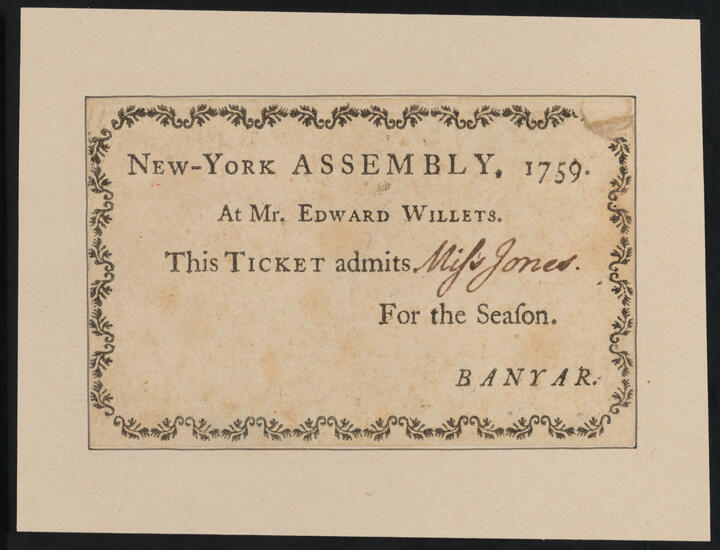 New-York ASSEMBLY, 1759.
At Mr. Edward Willets.
This Ticket admits Miſs Jones.
For the Seaſon.
BANYAR.